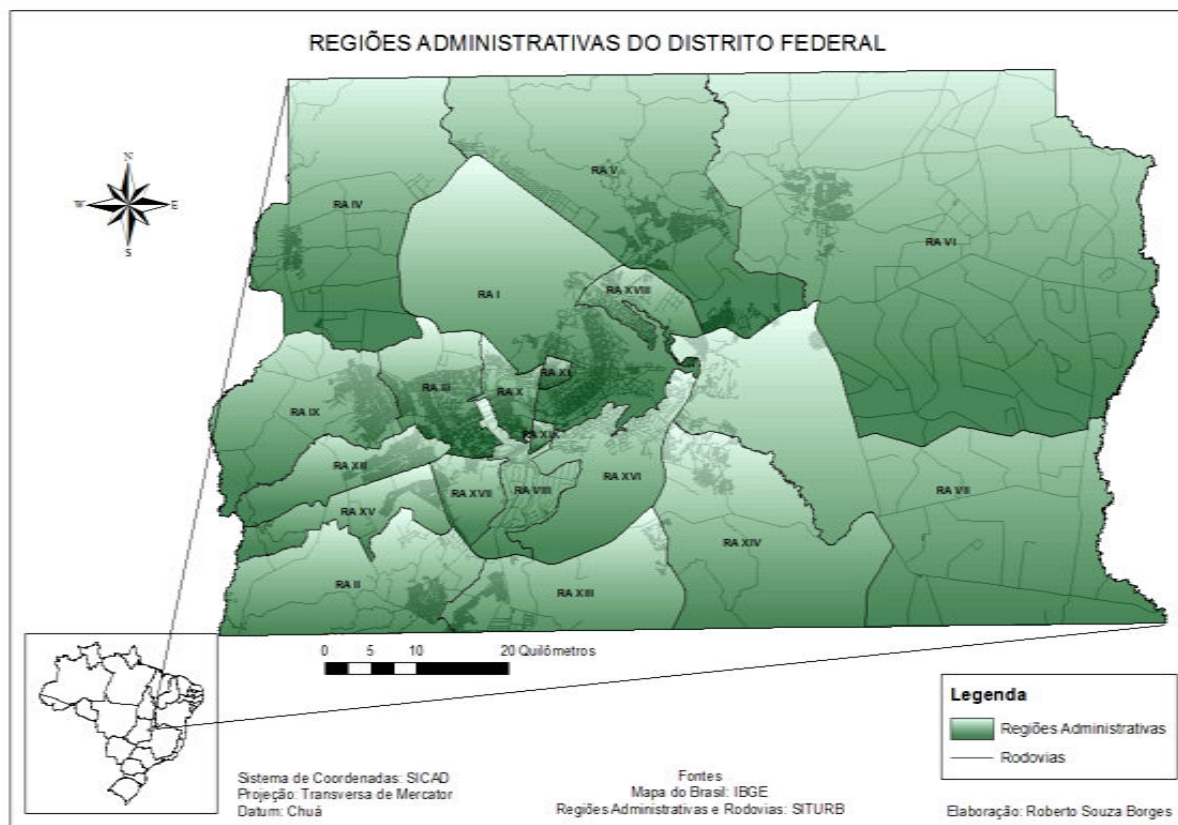 REGIÕES ADMINISTRATIVAS DO DISTRITO FEDERAL
N
W E
S
RA IV
RA V
RA VI
RA I
RA XVIII
RA III
RA X
RA XI
RA IX
RA XIX
RA XII
RA XVII
RA VIII
RA XVI
RA VII
RA XV
RA XIV
RA II
RA XIII
0 5 10 20 Quilômetros
Legenda
Regiões Administrativas
Rodovias
Sistema de Coordenadas: SICAD
Projeção: Transversa de Mercator
Datum: Chuá
Fontes
Mapa do Brasil: IBGE
Regiões Administrativas e Rodovias: SITURB
Elaboração: Roberto Souza Borges